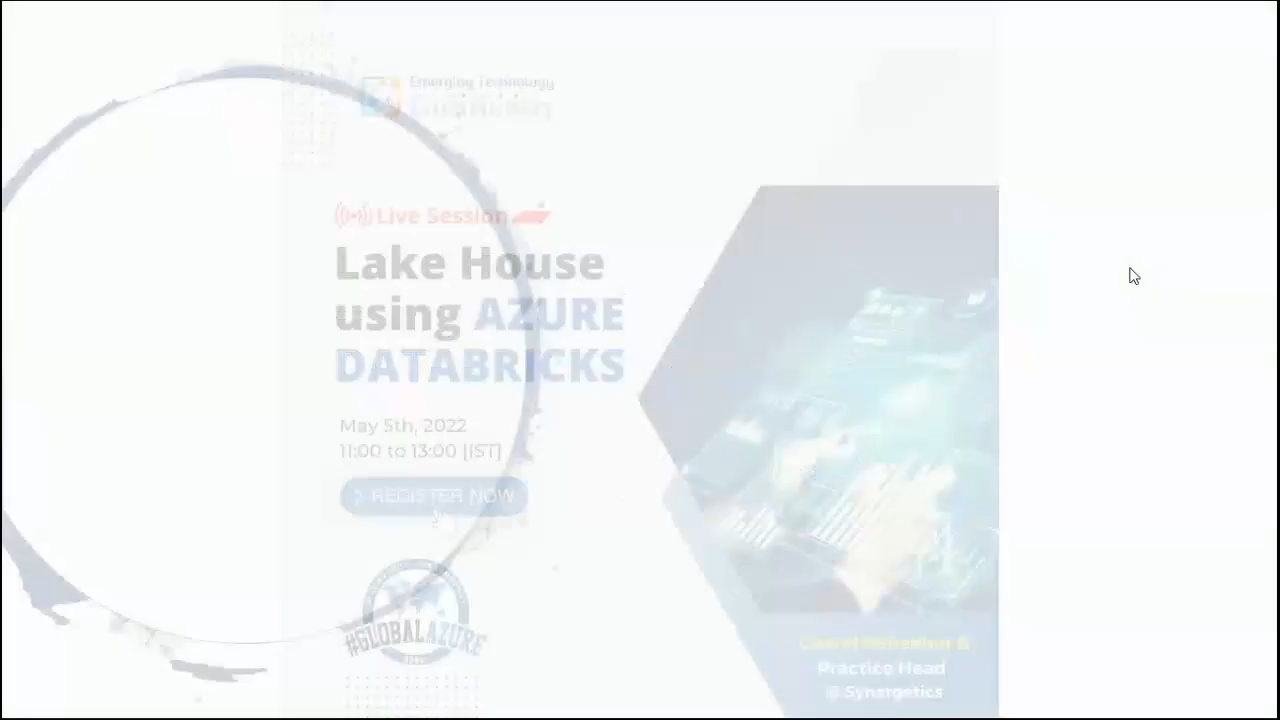 Emerging Technology
Live Session
Lake House
using AZURE
DATABRICKS
May 5th, 2022
11:00 to 13:00 [IST]
REGISTER NOW
#GLOBALAZURE
Practice Head
@ Synergetics